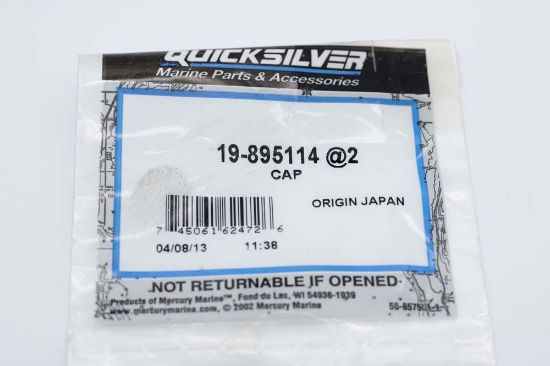 QUICKSILVER
Marine Parts & Accessories
19-895114 @2
CAP
ORIGIN JAPAN
7 45061 62472 6
04/08/13 11:38
NOT RETURNABLE IF OPENED
Products of Mercury Marine™, Fond du Lac, WI 54936-1939
www.mercurymarine.com, © 2002 Mercury Marine